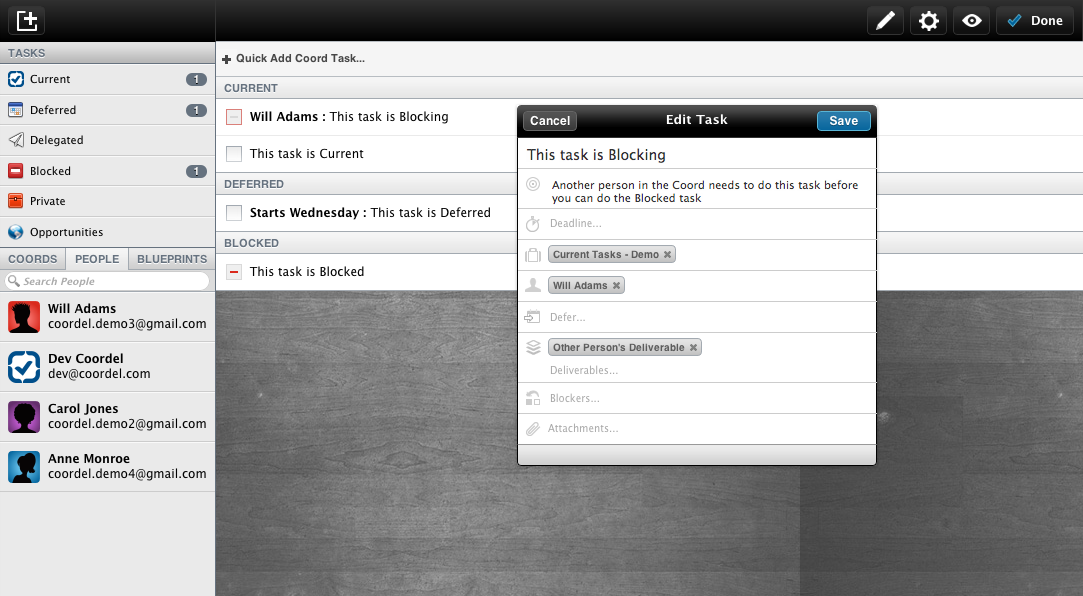 Done
TASKS
Current 1
Deferred 1
Delegated
Blocked 1
Private
Opportunities
COORDS PEOPLE BLUEPRINTS
Search People
Will Adams
coordel.demo3@gmail.com
Dev Coordel
dev@coordel.com
Carol Jones
coordel.demo2@gmail.com
Anne Monroe
coordel.demo4@gmail.com
Quick Add Coord Task...
CURRENT
Will Adams : This task is Blocking
This task is Current
DEFERRED
Starts Wednesday : This task is Deferred
BLOCKED
This task is Blocked
Cancel Edit Task Save
This task is Blocking
Another person in the Coord needs to do this task before
you can do the Blocked task
Deadline...
Current Tasks - Demo
Will Adams
Defer...
Other Person's Deliverable
Deliverables...
Blockers...
Attachments...